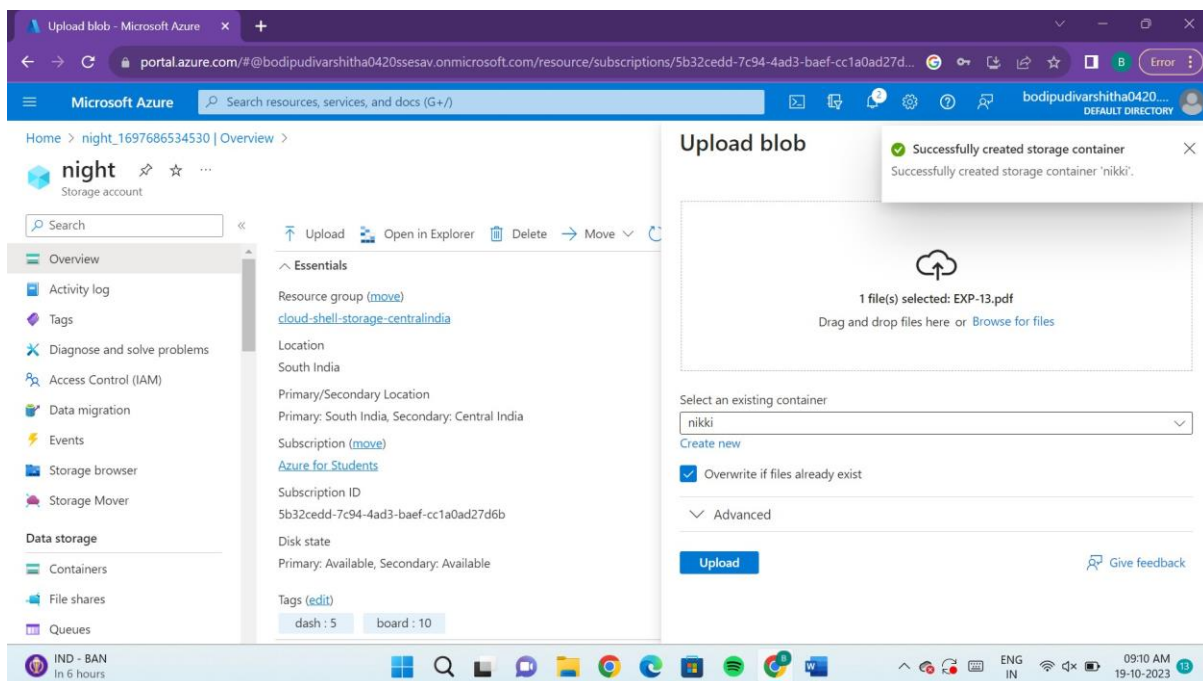 Upload blob - Microsoft Azure
portal.azure.com/#@bodipudivarshitha0420ssesav.onmicrosoft.com/resource/subscriptions/5b32cedd-7c94-4ad3-baef-cc1a0ad27d...
B
Error
Microsoft Azure
Search resources, services, and docs (G+/)
2
bodipudivarshitha0420....
DEFAULT DIRECTORY
Home > night_1697686534530 | Overview >
night
Storage account
Search
Overview
Activity log
Tags
Diagnose and solve problems
Access Control (IAM)
Data migration
Events
Storage browser
Storage Mover
Data storage
Containers
File shares
Queues
Upload
Open in Explorer
Delete
Move
Essentials
Resource group (move)
cloud-shell-storage-centralindia
Location
South India
Primary/Secondary Location
Primary: South India, Secondary: Central India
Subscription (move)
Azure for Students
Subscription ID
5b32cedd-7c94-4ad3-baef-cc1a0ad27d6b
Disk state
Primary: Available, Secondary: Available
Tags (edit)
dash : 5
board : 10
Upload blob
Successfully created storage container
Successfully created storage container 'nikki'.
1 file(s) selected: EXP-13.pdf
Drag and drop files here or Browse for files
Select an existing container
nikki
Create new
Overwrite if files already exist
Advanced
Upload
Give feedback
IND - BAN
In 6 hours
ENG
IN
09:10 AM
19-10-2023
13